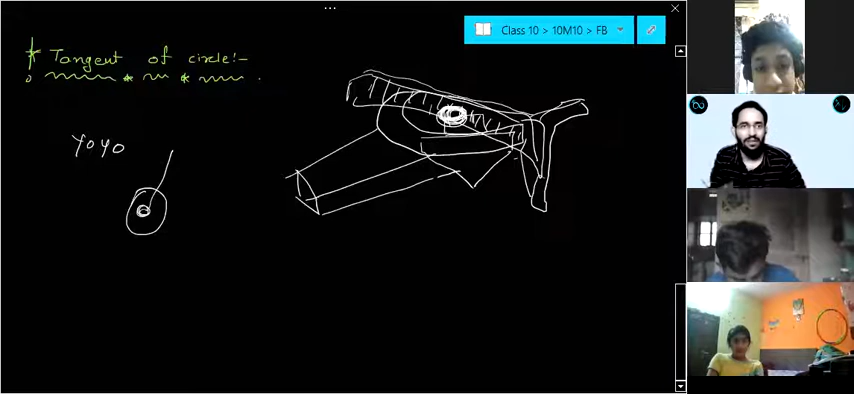 Class 10 > 10M10 > FB
* Tangent of circle:-
YOYO